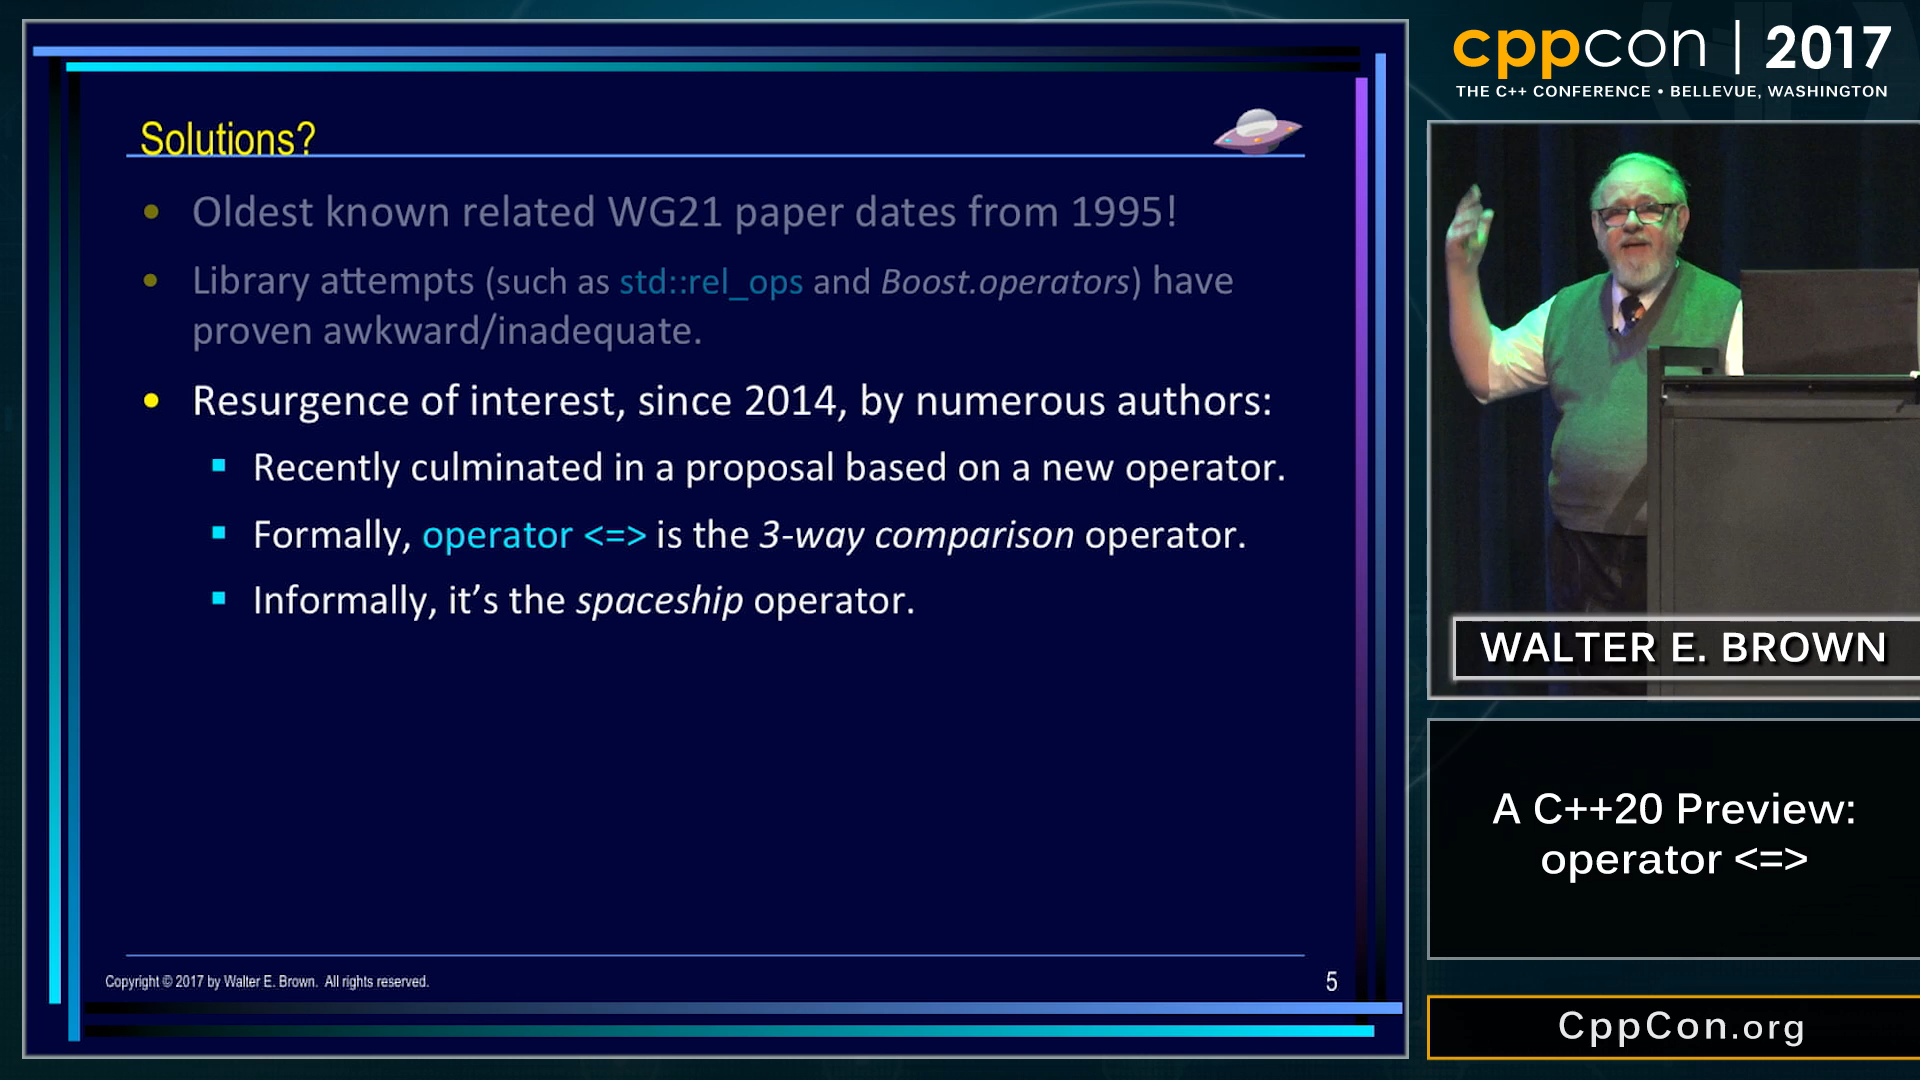 Solutions?
• Oldest known related WG21 paper dates from 1995!
• Library attempts (such as std::rel_ops and Boost.operators) have
proven awkward/inadequate.
• Resurgence of interest, since 2014, by numerous authors:
▪ Recently culminated in a proposal based on a new operator.
▪ Formally, operator <=> is the 3-way comparison operator.
▪ Informally, it’s the spaceship operator.
Copyright © 2017 by Walter E. Brown. All rights reserved.
5
cppcon | 2017
THE C++ CONFERENCE • BELLEVUE, WASHINGTON
WALTER E. BROWN
A C++20 Preview:
operator <=>
CppCon.org